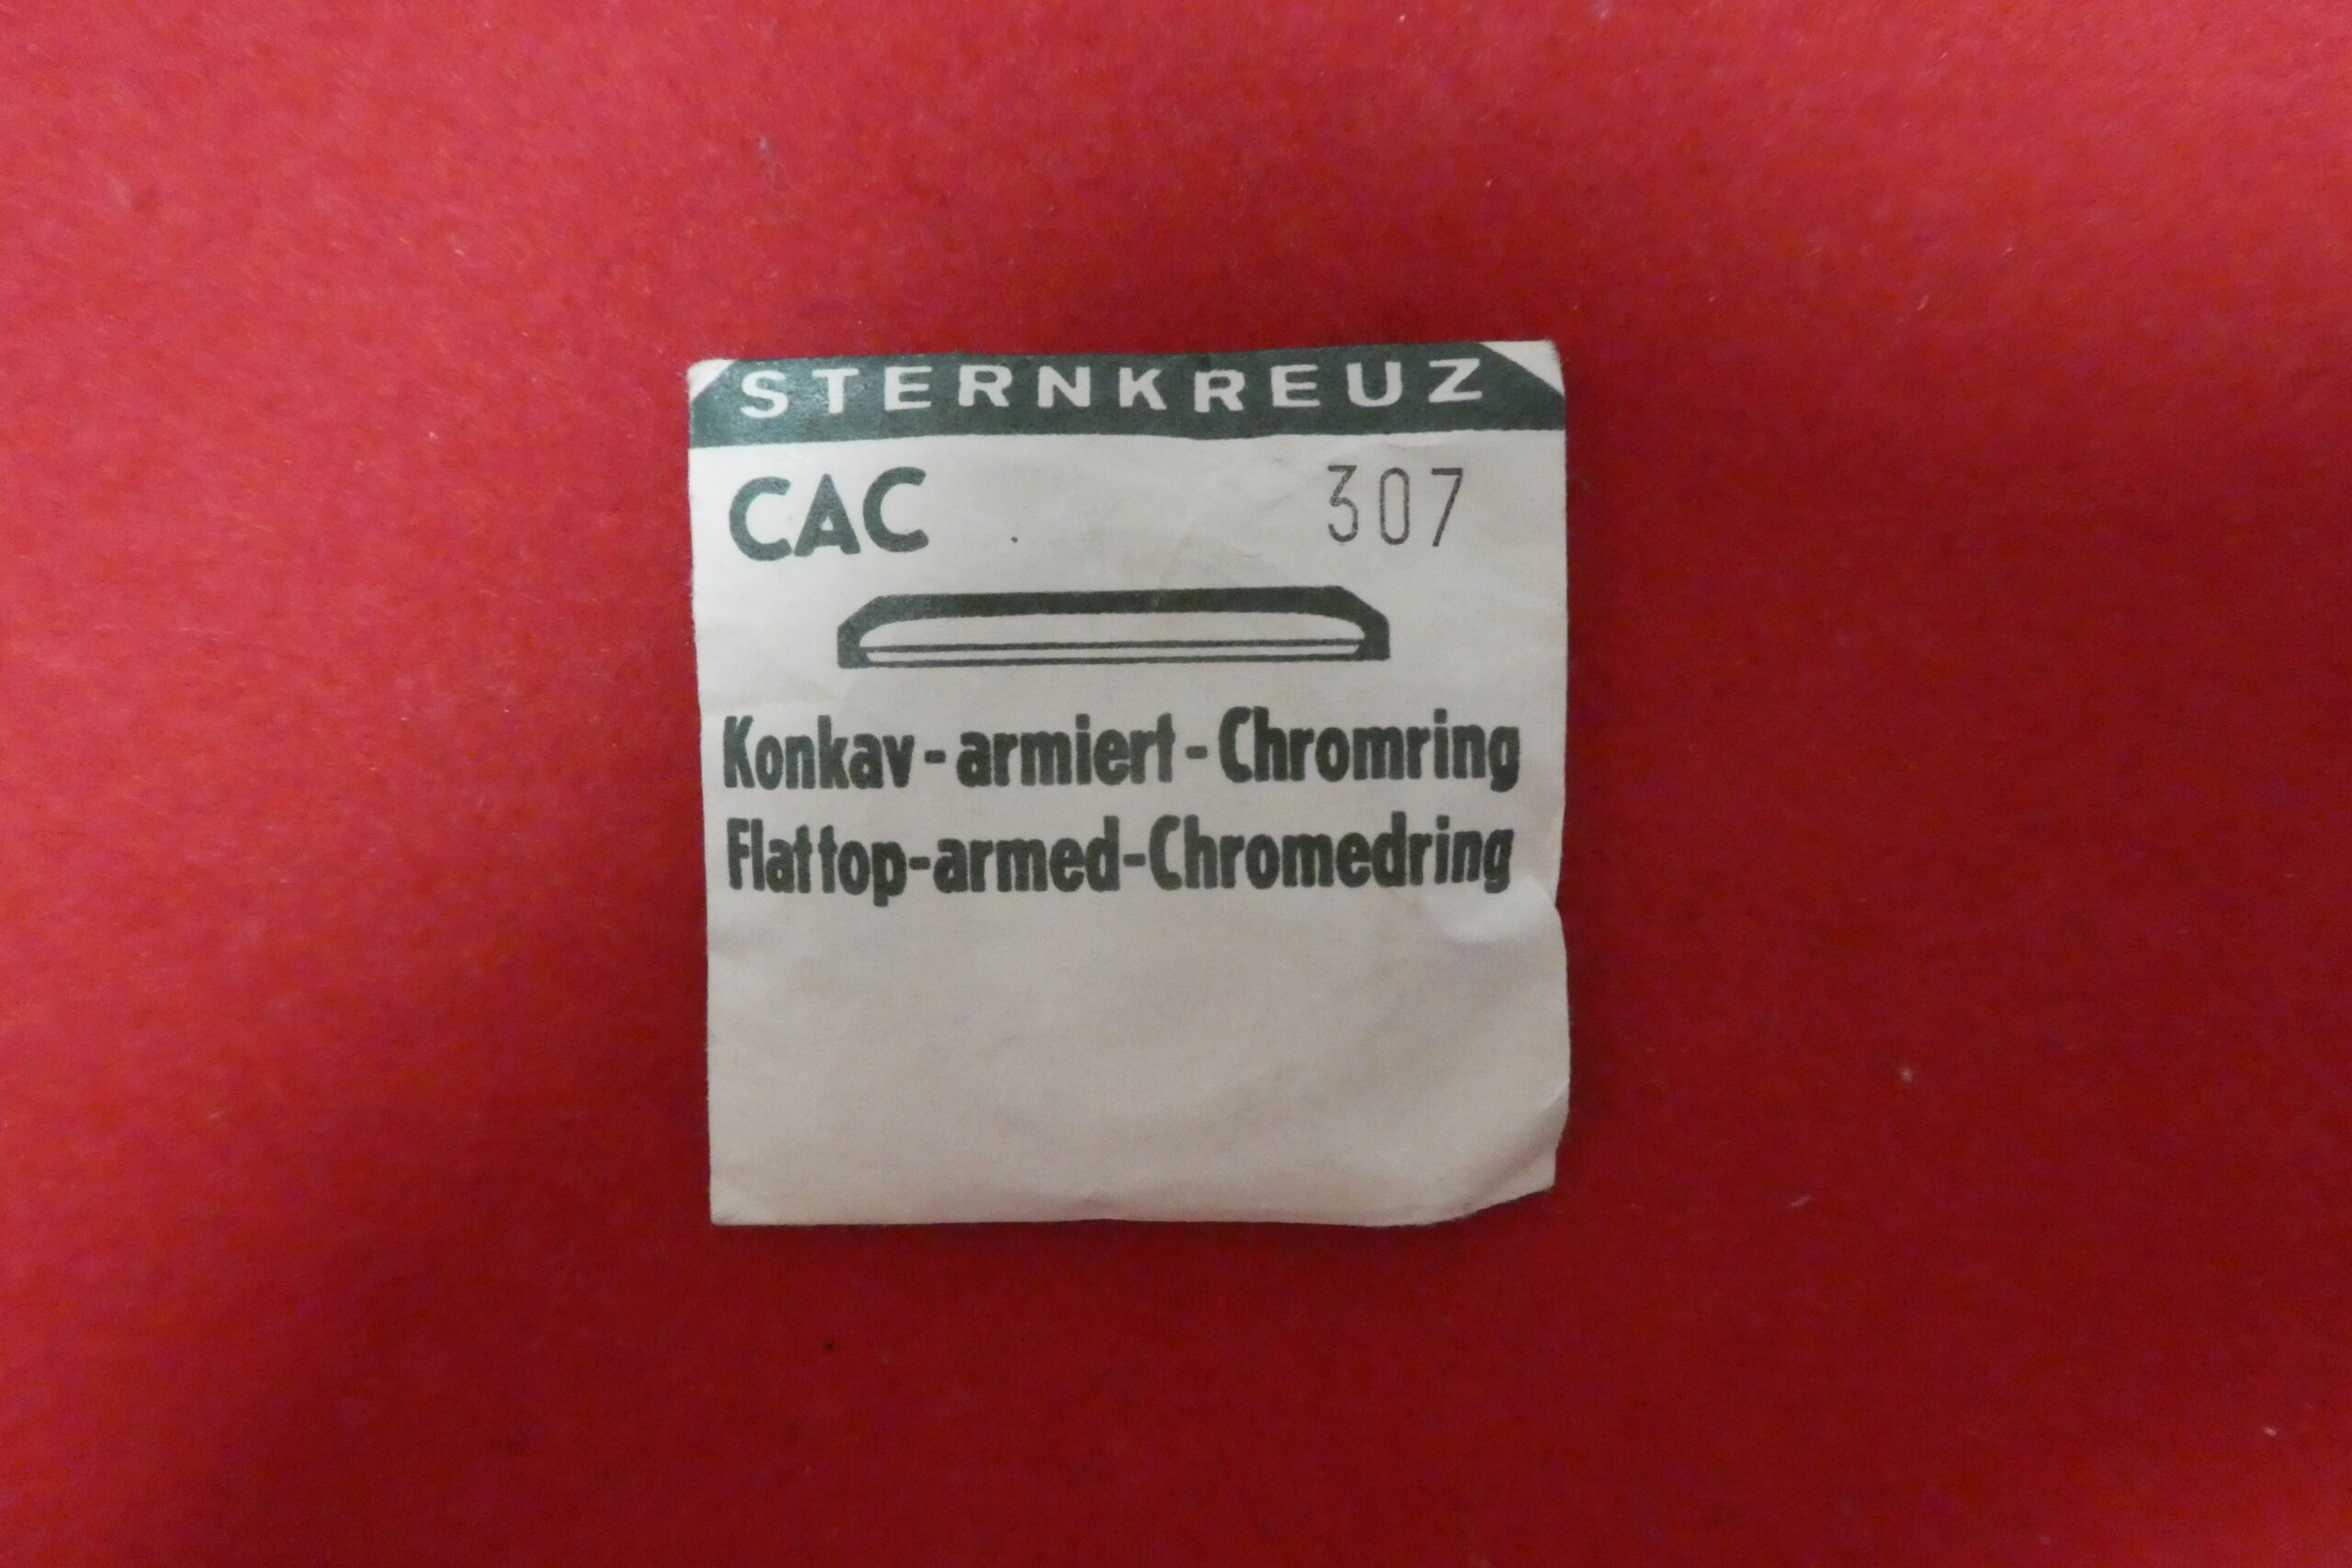 STERNKREUZ
CAC 307
Konkav-armiert-Chromring
Flattop-armed-Chromedring